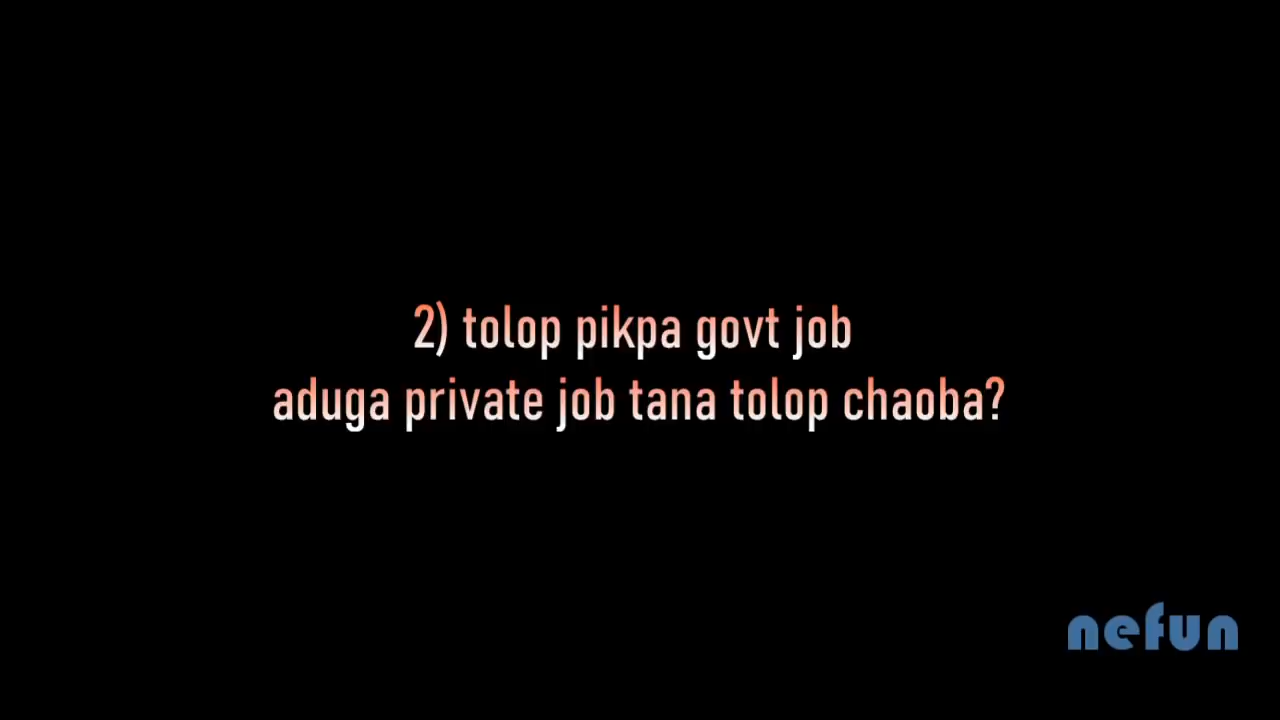 2) tolop pikpa govt job
aduga private job tana tolop chaoba?
nefun